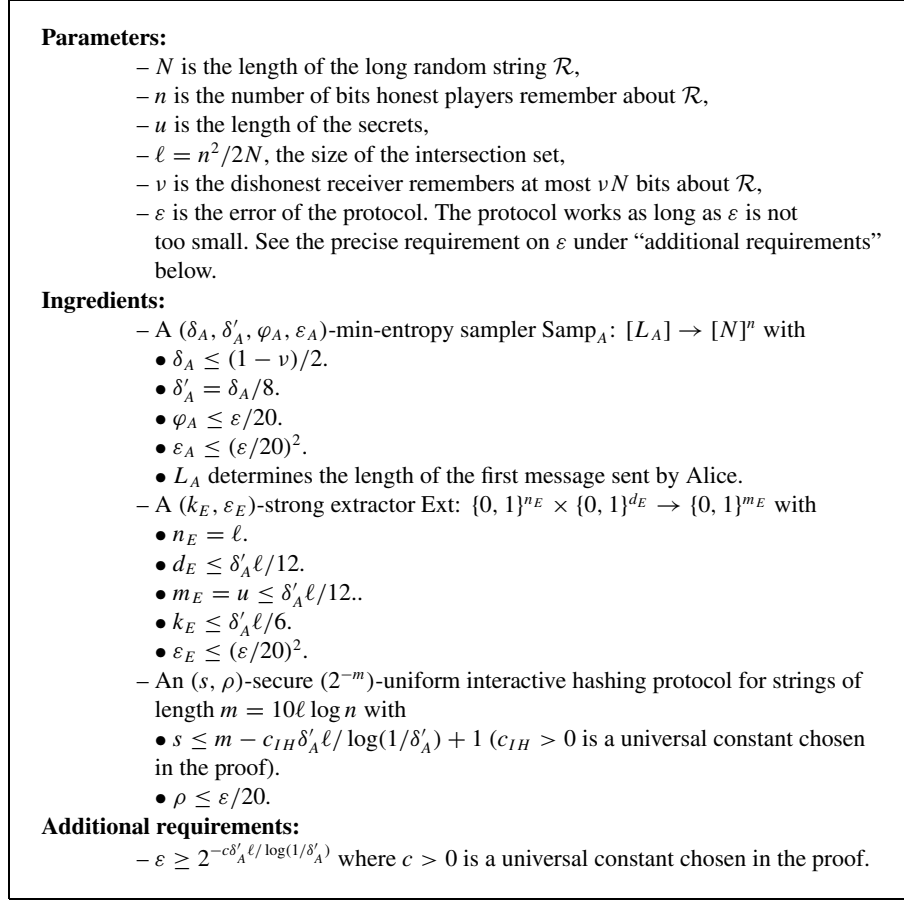 Parameters:
– N is the length of the long random string ℛ,
– n is the number of bits honest players remember about ℛ,
– u is the length of the secrets,
– ℓ = n²/2N, the size of the intersection set,
– ν is the dishonest receiver remembers at most νN bits about ℛ,
– ε is the error of the protocol. The protocol works as long as ε is not
too small. See the precise requirement on ε under “additional requirements”
below.
Ingredients:
– A (δ_A, δ′_A, φ_A, ε_A)-min-entropy sampler Samp_A: [L_A] → [N]ⁿ with
• δ_A ≤ (1 − ν)/2.
• δ′_A = δ_A/8.
• φ_A ≤ ε/20.
• ε_A ≤ (ε/20)².
• L_A determines the length of the first message sent by Alice.
– A (k_E, ε_E)-strong extractor Ext: {0, 1}^{n_E} × {0, 1}^{d_E} → {0, 1}^{m_E} with
• n_E = ℓ.
• d_E ≤ δ′_A ℓ/12.
• m_E = u ≤ δ′_A ℓ/12..
• k_E ≤ δ′_A ℓ/6.
• ε_E ≤ (ε/20)².
– An (s, ρ)-secure (2^{−m})-uniform interactive hashing protocol for strings of
length m = 10ℓ log n with
• s ≤ m − c_{IH} δ′_A ℓ/ log(1/δ′_A) + 1 (c_{IH} > 0 is a universal constant chosen
in the proof).
• ρ ≤ ε/20.
Additional requirements:
– ε ≥ 2^{−cδ′_A ℓ/ log(1/δ′_A)} where c > 0 is a universal constant chosen in the proof.